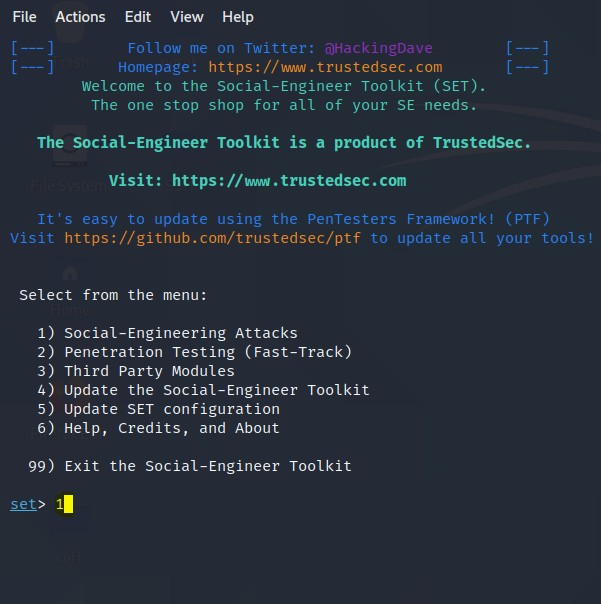 File Actions Edit View Help
[---] Follow me on Twitter: @HackingDave [---]
[---] Homepage: https://www.trustedsec.com [---]
Welcome to the Social-Engineer Toolkit (SET).
The one stop shop for all of your SE needs.
The Social-Engineer Toolkit is a product of TrustedSec.
Visit: https://www.trustedsec.com
It's easy to update using the PenTesters Framework! (PTF)
Visit https://github.com/trustedsec/ptf to update all your tools!
Select from the menu:
1) Social-Engineering Attacks
2) Penetration Testing (Fast-Track)
3) Third Party Modules
4) Update the Social-Engineer Toolkit
5) Update SET configuration
6) Help, Credits, and About
99) Exit the Social-Engineer Toolkit
set> 1
File System
Home